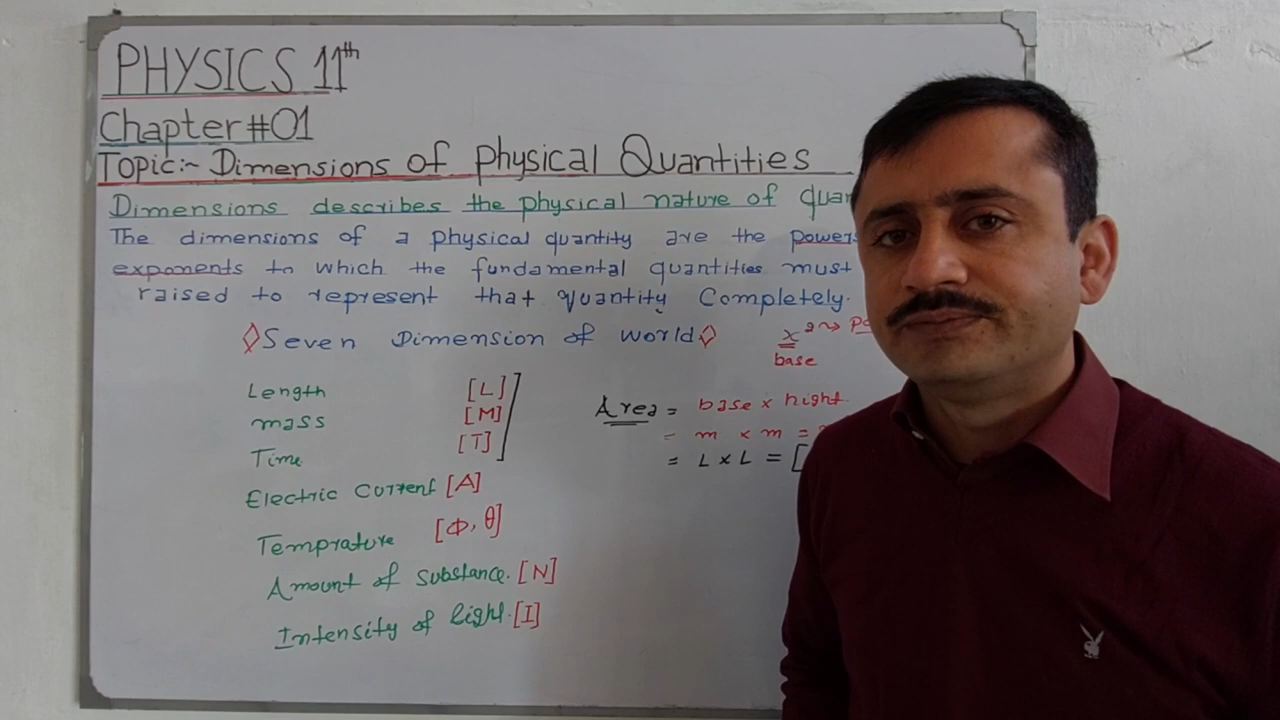 PHYSICS 11th
Chapter#01
Topic:- Dimensions of Physical Quantities
Dimensions describes the physical nature of quan
The dimensions of a physical quantity are the powers
exponents to which the fundamental quantities must
raised to represent that quantity Completely.
◊Seven Dimension of world◊
x
base
Length [L]
mass [M]
Time [T]
Electric Current [A]
Temprature [Φ, θ]
Amount of substance. [N]
Intensity of light. [I]
Area = base × hight.
= m × m =
= L × L = [